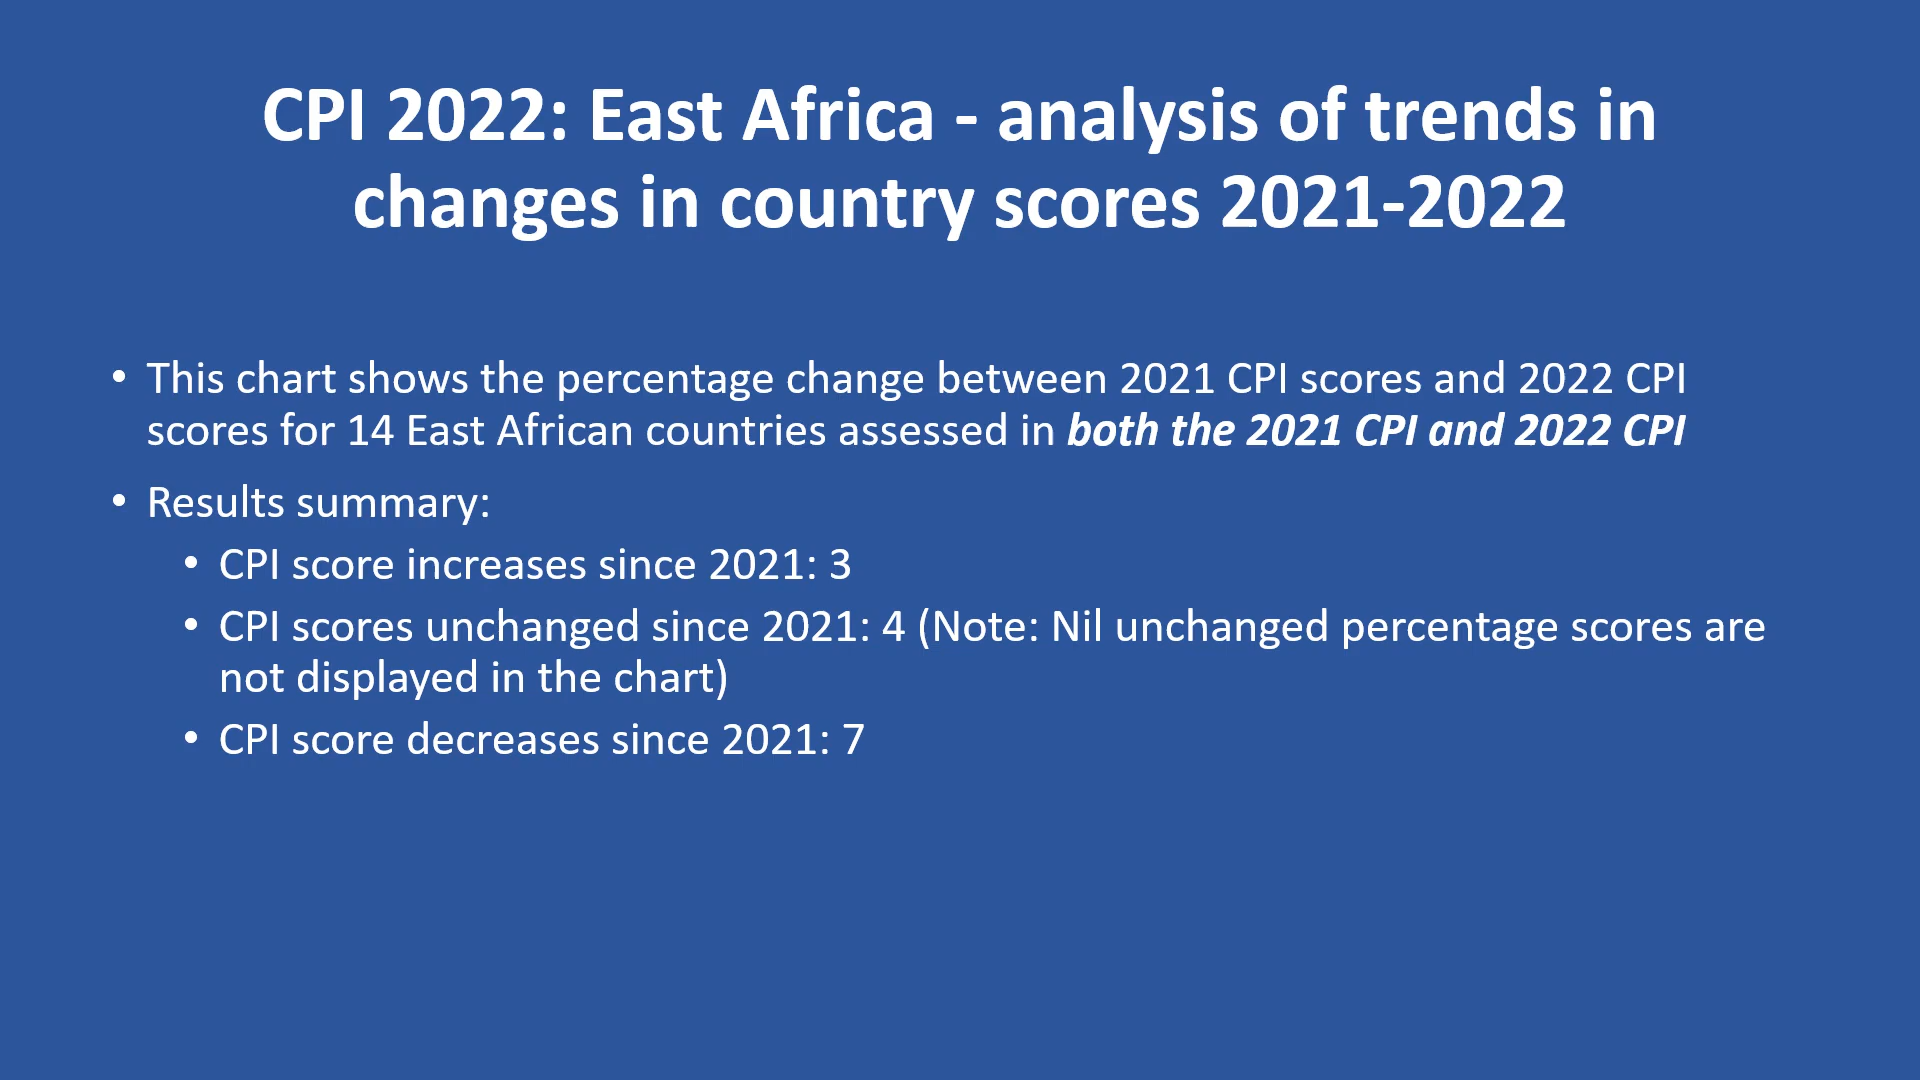 CPI 2022: East Africa - analysis of trends in
changes in country scores 2021-2022
• This chart shows the percentage change between 2021 CPI scores and 2022 CPI
scores for 14 East African countries assessed in both the 2021 CPI and 2022 CPI
• Results summary:
• CPI score increases since 2021: 3
• CPI scores unchanged since 2021: 4 (Note: Nil unchanged percentage scores are
not displayed in the chart)
• CPI score decreases since 2021: 7